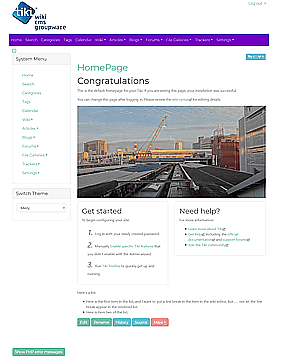 Log out
tiki
wiki
cms
groupware
Home Search Categories Tags Calendar Wiki Articles Blogs Forums File Galleries Trackers Settings
System Menu
Home
Search
Categories
Tags
Calendar
Wiki
Articles
Blogs
Forums
File Galleries
Trackers
Settings
Switch Theme
HomePage
Congratulations
This is the default homepage for your Tiki. If you are seeing this page, your installation was successful.
You can change this page after logging in. Please review the wiki syntax for editing details.
Get started
To begin configuring your site:
1. Log in with your newly created password.
2. Manually Enable specific Tiki features that you didn't enable with the Admin wizard.
3. Run Tiki Profiles to quickly get up and running.
Need help?
For more information:
Learn more about Tiki
Get help, including the official documentation and support forums
Join the Tiki community
Here's a list:
Here is the first item in the list, and I want to put a line break in the
Here is item two of the list.
Edit Rename History Source More
Show PHP error messages